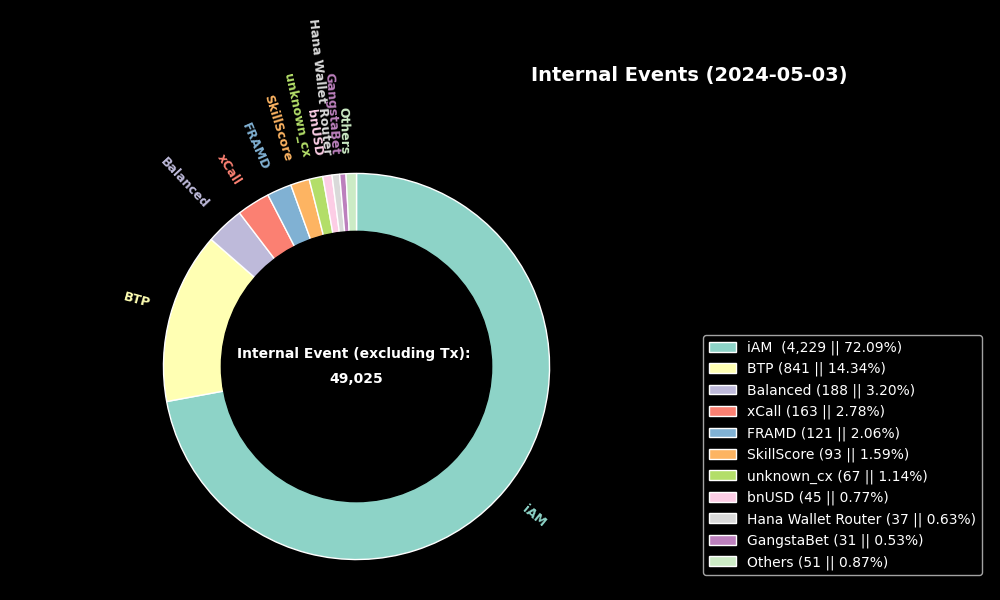 Internal Events (2024-05-03)
Hana Wallet Router
GangstaBet
Others
unknown_cx
bnUSD
SkillScore
FRAMD
xCall
Balanced
BTP
Internal Event (excluding Tx):
49,025
iAM
iAM  (4,229 || 72.09%)
BTP (841 || 14.34%)
Balanced (188 || 3.20%)
xCall (163 || 2.78%)
FRAMD (121 || 2.06%)
SkillScore (93 || 1.59%)
unknown_cx (67 || 1.14%)
bnUSD (45 || 0.77%)
Hana Wallet Router (37 || 0.63%)
GangstaBet (31 || 0.53%)
Others (51 || 0.87%)